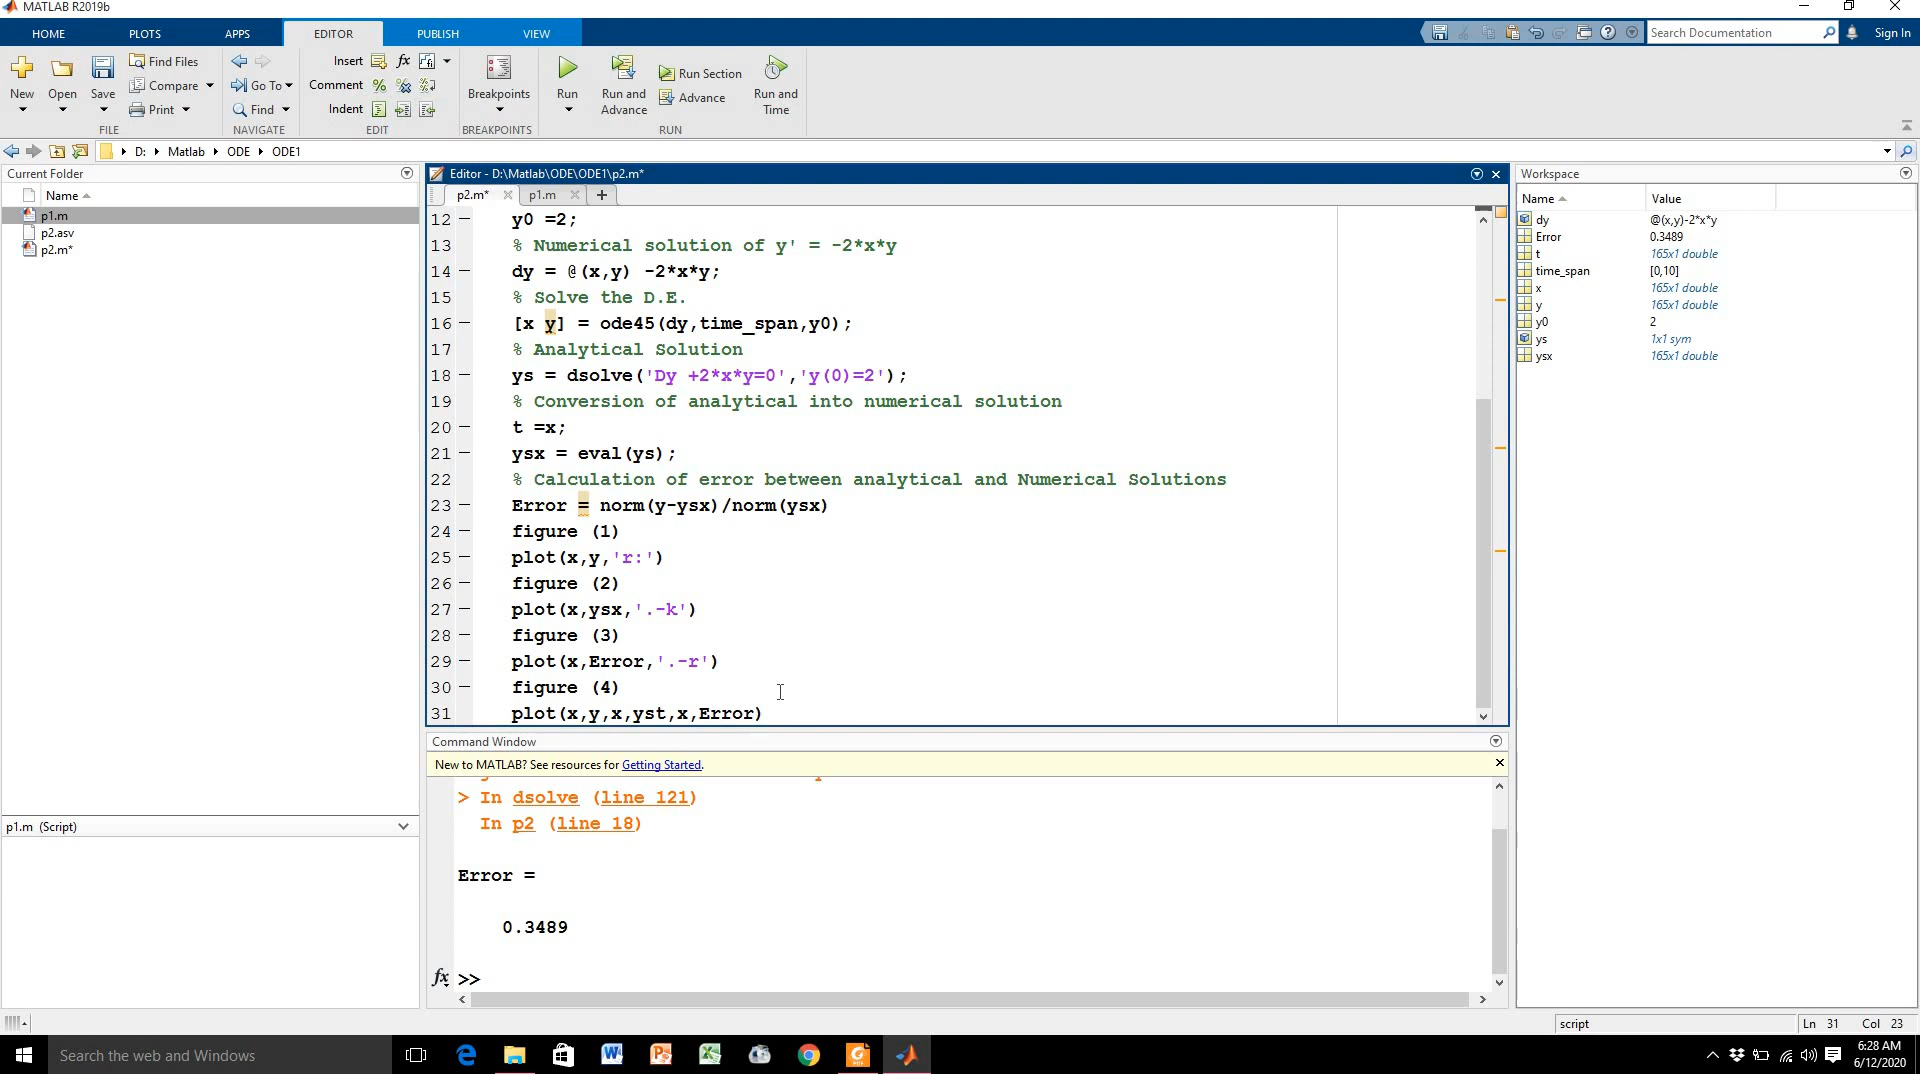 MATLAB R2019b
HOME PLOTS APPS EDITOR PUBLISH VIEW
Search Documentation
Sign In
New
Open
Save
Find Files
Compare
Print
FILE
Go To
Find
NAVIGATE
Insert
Comment
Indent
EDIT
Breakpoints
BREAKPOINTS
Run
Run and Advance
Run Section
Advance
Run and Time
RUN
D: Matlab ODE ODE1
Current Folder
Name
p1.m
p2.asv
p2.m*
p1.m (Script)
Editor - D:\Matlab\ODE\ODE1\p2.m*
p2.m* p1.m
12 y0 =2;
13 % Numerical solution of y' = -2*x*y
14 dy = @(x,y) -2*x*y;
15 % Solve the D.E.
16 [x y] = ode45(dy,time_span,y0);
17 % Analytical Solution
18 ys = dsolve('Dy +2*x*y=0','y(0)=2');
19 % Conversion of analytical into numerical solution
20 t =x;
21 ysx = eval(ys);
22 % Calculation of error between analytical and Numerical Solutions
23 Error = norm(y-ysx)/norm(ysx)
24 figure (1)
25 plot(x,y,'r:')
26 figure (2)
27 plot(x,ysx,'.-k')
28 figure (3)
29 plot(x,Error,'.-r')
30 figure (4)
31 plot(x,y,x,yst,x,Error)
Command Window
New to MATLAB? See resources for Getting Started.
> In dsolve (line 121)
In p2 (line 18)
Error =
0.3489
fx >>
Workspace
Name Value
dy @(x,y)-2*x*y
Error 0.3489
t 165x1 double
time_span [0,10]
x 165x1 double
y 165x1 double
y0 2
ys 1x1 sym
ysx 165x1 double
script
Ln 31 Col 23
Search the web and Windows
6:28 AM
6/12/2020